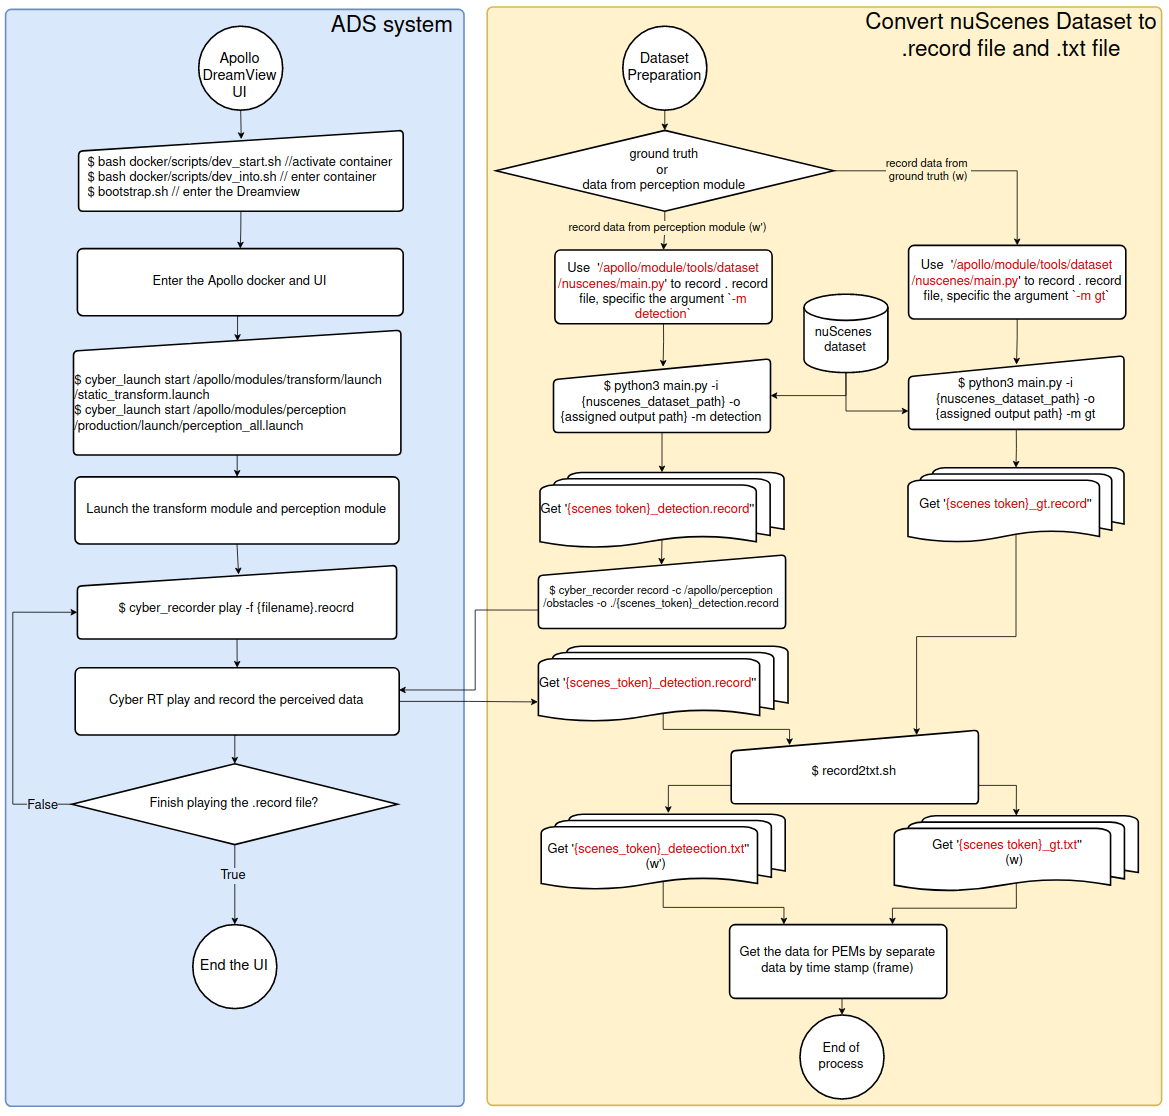 ADS system
Apollo
DreamView
UI
$ bash docker/scripts/dev_start.sh //activate container
$ bash docker/scripts/dev_into.sh // enter container
$ bootstrap.sh // enter the Dreamview
Enter the Apollo docker and UI
$ cyber_launch start /apollo/modules/transform/launch
/static_transform.launch
$ cyber_launch start /apollo/modules/perception
/production/launch/perception_all.launch
Launch the transform module and perception module
$ cyber_recorder play -f {filename}.reocrd
Cyber RT play and record the perceived data
Finish playing the .record file?
False
True
End the UI
Convert nuScenes Dataset to
.record file and .txt file
Dataset
Preparation
ground truth
or
data from perception module
record data from
ground truth (w)
record data from perception module (w')
Use '/apollo/module/tools/dataset
/nuscenes/main.py' to record . record
file, specific the argument `-m
detection`
Use '/apollo/module/tools/dataset
/nuscenes/main.py' to record . record
file, specific the argument `-m gt`
nuScenes
dataset
$ python3 main.py -i
{nuscenes_dataset_path} -o
{assigned output path} -m detection
$ python3 main.py -i
{nuscenes_dataset_path} -o
{assigned output path} -m gt
Get '{scenes token}_detection.record"
Get '{scenes token}_gt.record"
$ cyber_recorder record -c /apollo/perception
/obstacles -o ./{scenes_token}_detection.record
Get '{scenes_token}_detection.record"
$ record2txt.sh
Get '{scenes_token}_deteection.txt"
(w')
Get '{scenes token}_gt.txt"
(w)
Get the data for PEMs by separate
data by time stamp (frame)
End of
process